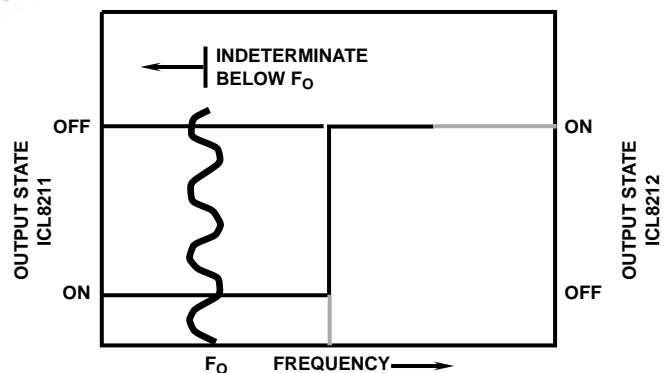 INDETERMINATE
BELOW FO
OFF
ON
OUTPUT STATE
ICL8211
OUTPUT STATE
ICL8212
ON
OFF
FO
FREQUENCY